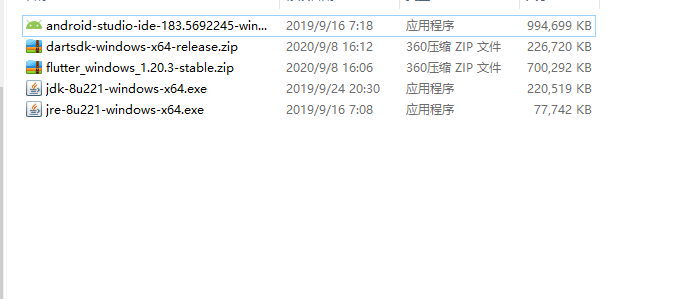 android-studio-ide-183.5692245-win... 2019/9/16 7:18 应用程序 994,699 KB
dartsdk-windows-x64-release.zip 2020/9/8 16:12 360压缩 ZIP 文件 226,720 KB
flutter_windows_1.20.3-stable.zip 2020/9/8 16:06 360压缩 ZIP 文件 700,292 KB
jdk-8u221-windows-x64.exe 2019/9/24 20:30 应用程序 220,519 KB
jre-8u221-windows-x64.exe 2019/9/16 7:08 应用程序 77,742 KB